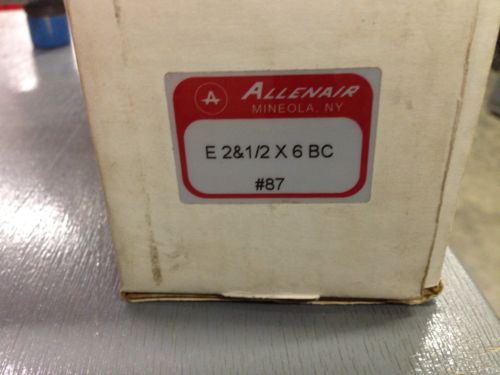 A ALLENAIR
MINEOLA, NY
E 2&1/2 X 6 BC
#87